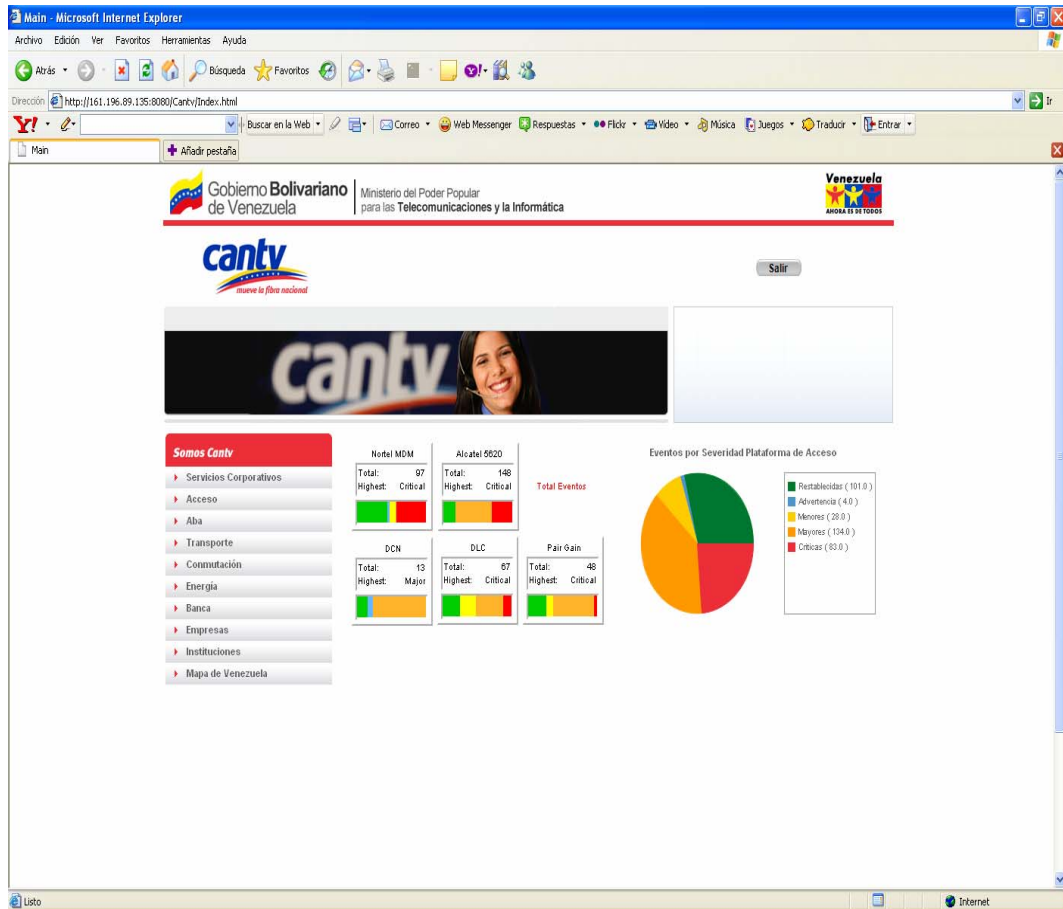 Main - Microsoft Internet Explorer
Archivo Edición Ver Favoritos Herramientas Ayuda
Atrás Búsqueda Favoritos
Dirección http://161.196.89.135:8080/Cantv/Index.html Ir
Y! Buscar en la Web Correo Web Messenger Respuestas Flickr Video Música Juegos Traducir Entrar
Main Añadir pestaña
Gobierno Bolivariano
de Venezuela
Ministerio del Poder Popular
para las Telecomunicaciones y la Informática
Venezuela
AHORA ES DE TODOS
cantv
mueve la fibra nacional
Salir
cantv
Somos Cantv
Servicios Corporativos
Acceso
Aba
Transporte
Conmutación
Energía
Banca
Empresas
Instituciones
Mapa de Venezuela
Nortel MDM
Total: 97
Highest: Critical
Alcatel 5620
Total: 148
Highest: Critical
Total Eventos
DCN
Total: 13
Highest: Major
DLC
Total: 67
Highest: Critical
Pair Gain
Total: 48
Highest: Critical
Eventos por Severidad Plataforma de Acceso
Restablecidas ( 101.0 )
Advertencia ( 4.0 )
Menores ( 28.0 )
Mayores ( 134.0 )
Críticas ( 83.0 )
Listo Internet